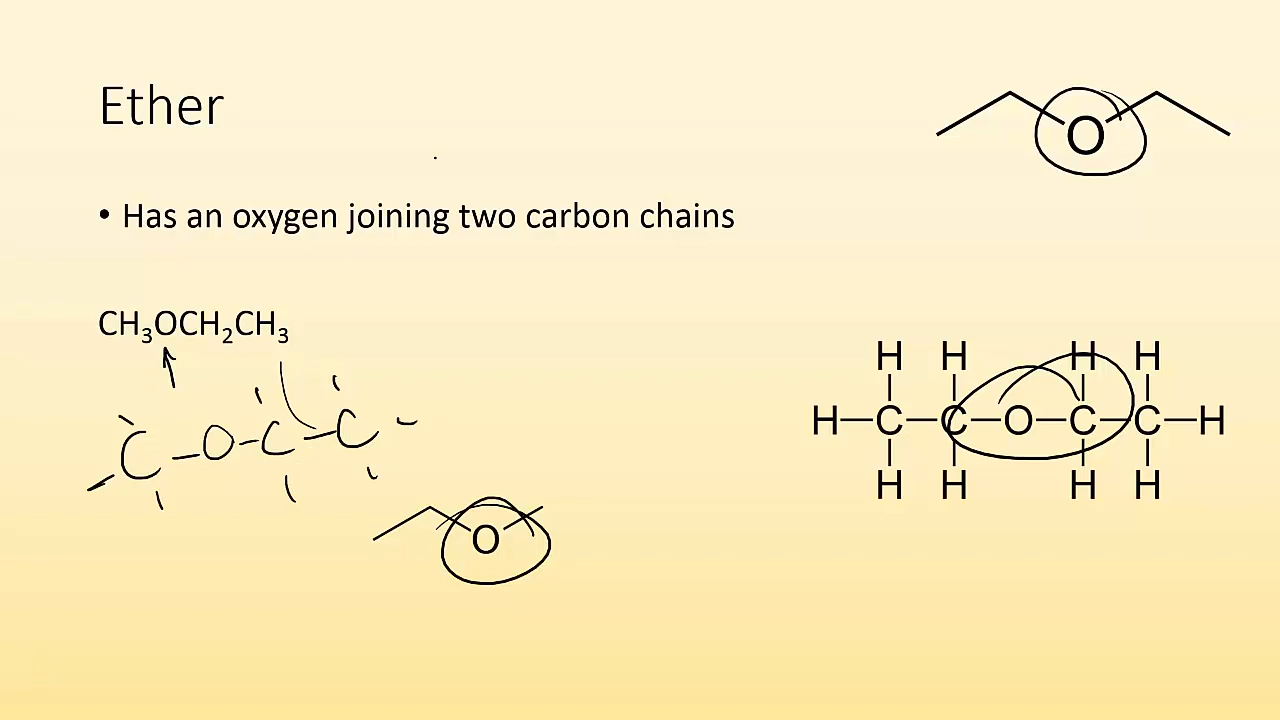 Ether
O
• Has an oxygen joining two carbon chains
CH₃OCH₂CH₃
H H H H
H—C—C—O—C—C—H
H H H H
C–O–C–C
O